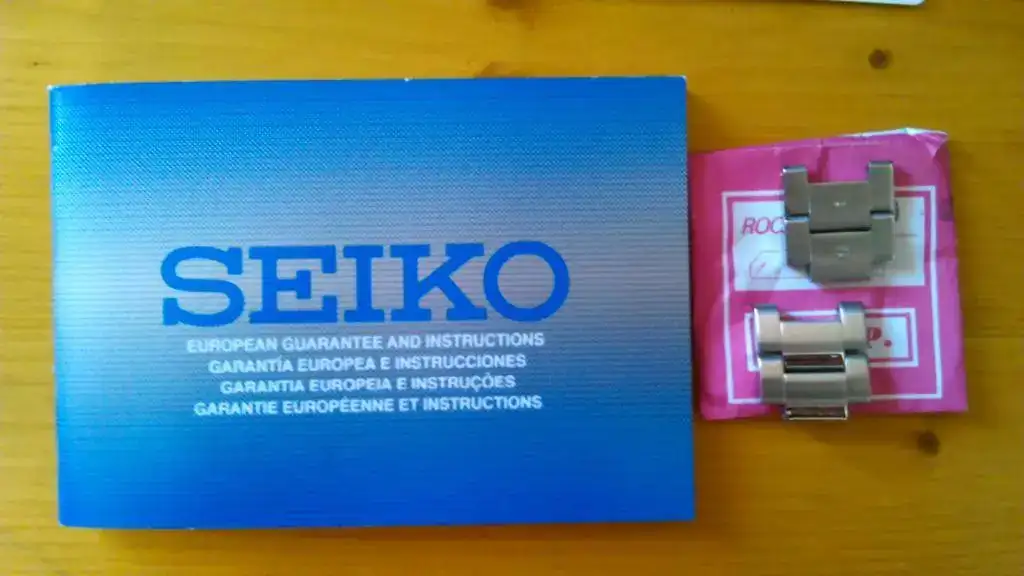 SEIKO
EUROPEAN GUARANTEE AND INSTRUCTIONS
GARANTÍA EUROPEA E INSTRUCCIONES
GARANTIA EUROPEIA E INSTRUÇÕES
GARANTIE EUROPÉENNE ET INSTRUCTIONS